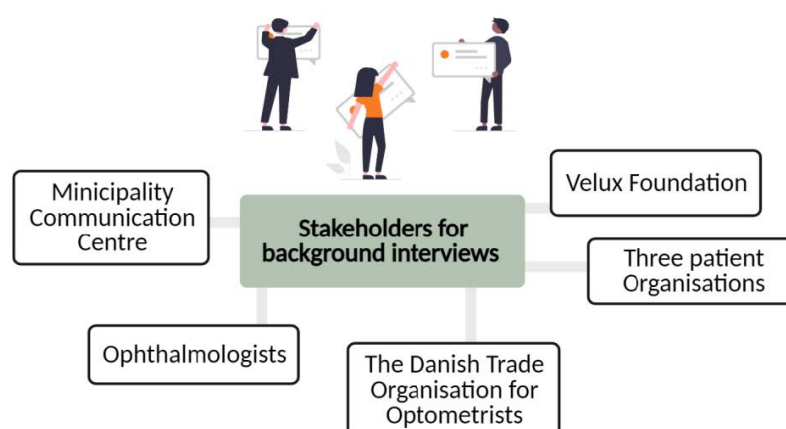 Minicipality
Communication
Centre
Stakeholders for
background interviews
Velux Foundation
Three patient
Organisations
Ophthalmologists
The Danish Trade
Organisation for
Optometrists